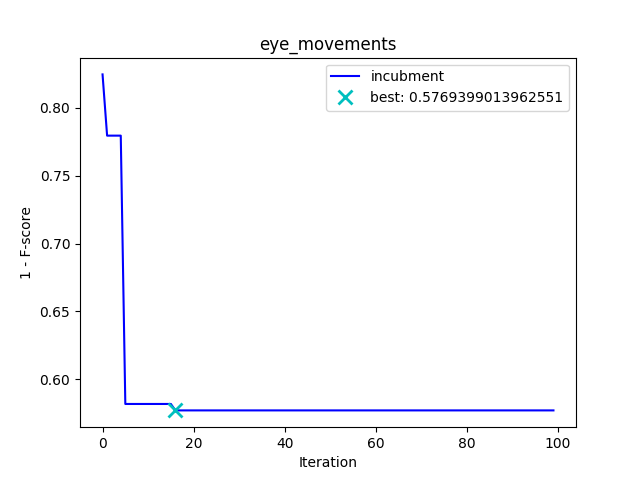 eye_movements
incubment
best: 0.5769399013962551
1 - F-score
0.80
0.75
0.70
0.65
0.60
0 20 40 60 80 100
Iteration